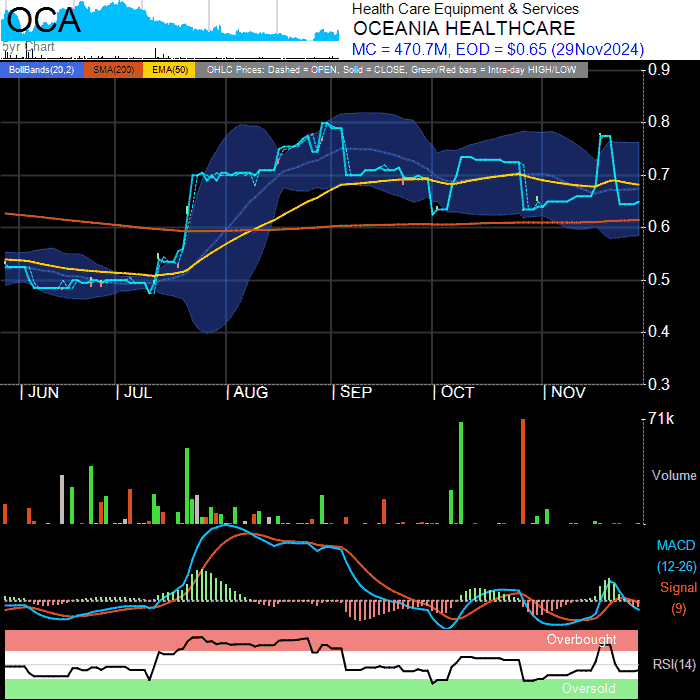 OCA
5yr Chart
Health Care Equipment & Services
OCEANIA HEALTHCARE
MC = 470.7M, EOD = $0.65 (29Nov2024)
BollBands(20,2) SMA(200) EMA(50) OHLC Prices: Dashed = OPEN, Solid = CLOSE, Green/Red bars = Intra-day HIGH/LOW
0.9
0.8
0.7
0.6
0.5
0.4
0.3
| JUN | JUL | AUG | SEP | OCT | NOV
71k
Volume
MACD
(12-26)
Signal
(9)
Overbought
RSI(14)
Oversold